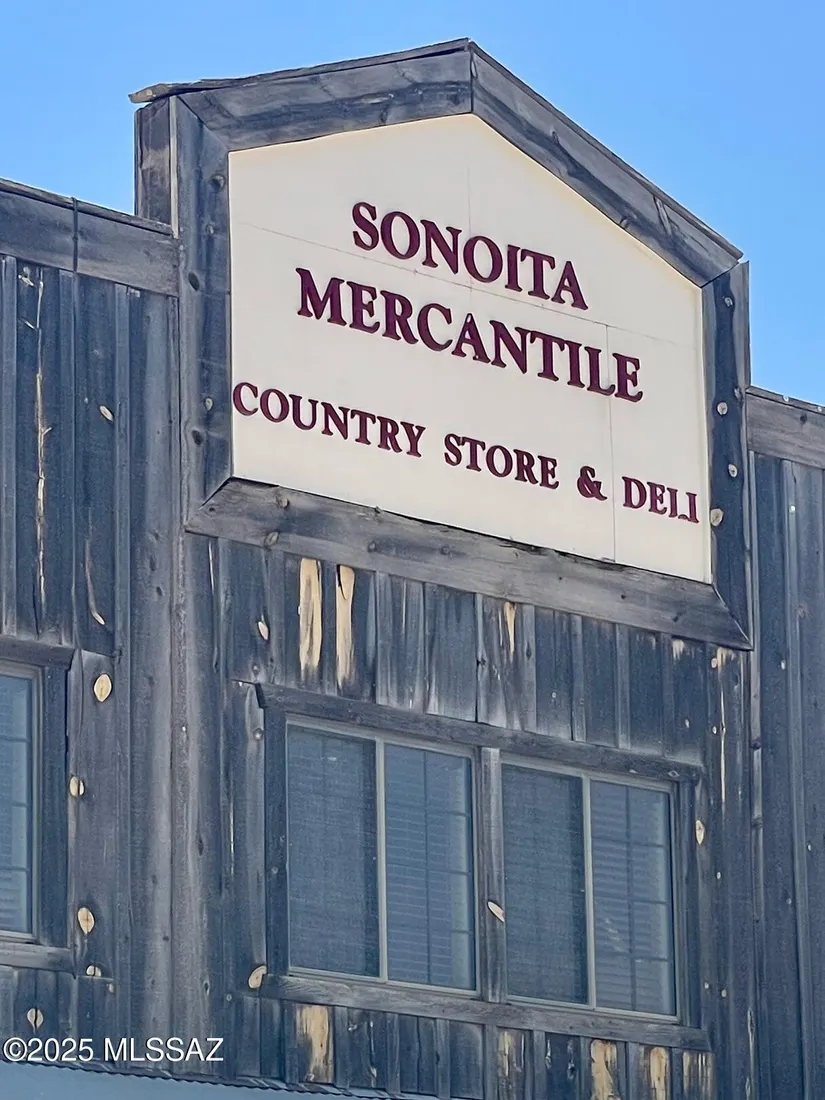 SONOITA
MERCANTILE
COUNTRY STORE & DELI
©2025 MLSSAZ